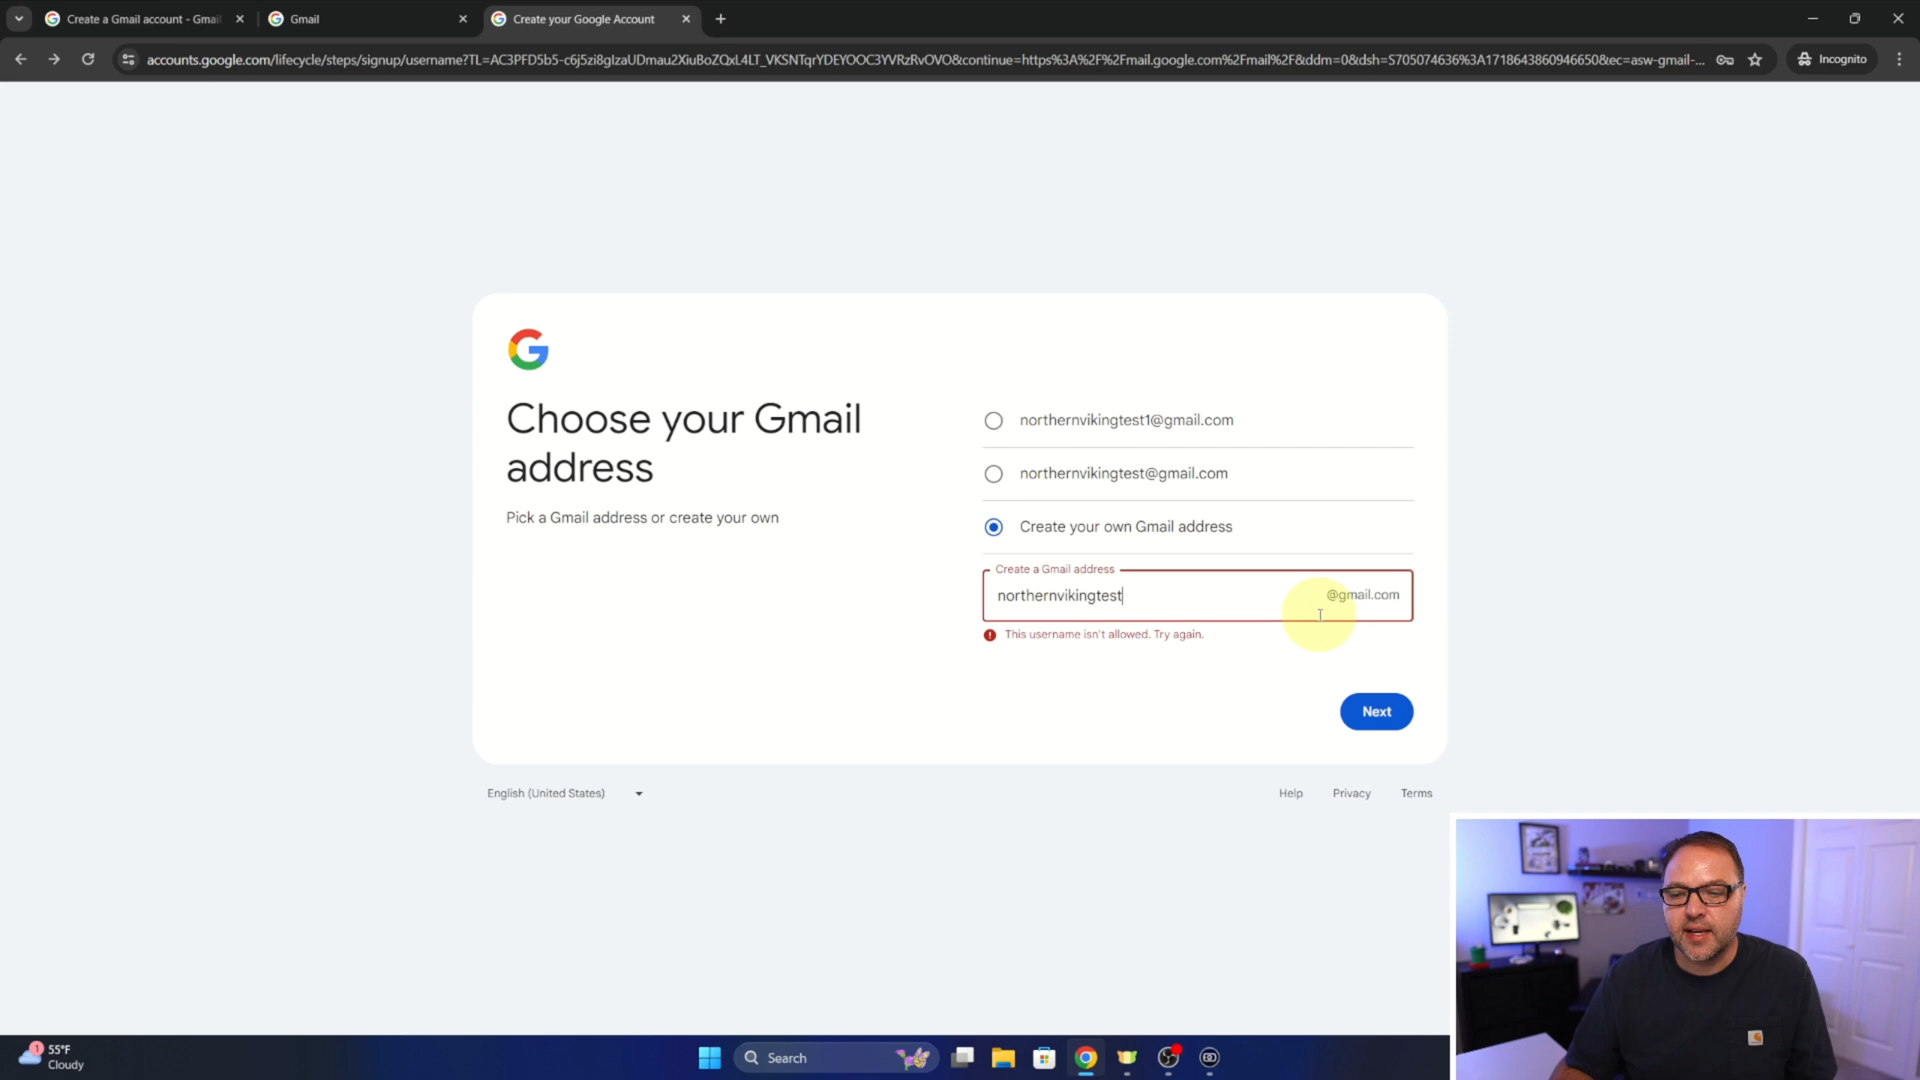 Create a Gmail account - Gmail
Gmail
Create your Google Account
accounts.google.com/lifecycle/steps/signup/username?TL=AC3PFD5b5-c6j5zi8glzaUDmau2XiuBoZQxL4LT_VKSNTqrYDEYOOC3YVRzRvOVO&continue=https%3A%2F%2Fmail.google.com%2Fmail%2F&ddm=0&dsh=S705074636%3A1718643860946650&ec=asw-gmail-...
Incognito
Choose your Gmail
address
Pick a Gmail address or create your own
northernvikingtest1@gmail.com
northernvikingtest@gmail.com
Create your own Gmail address
Create a Gmail address
northernvikingtest @gmail.com
This username isn't allowed. Try again.
Next
English (United States)
Help Privacy Terms
1
55°F
Cloudy
Search